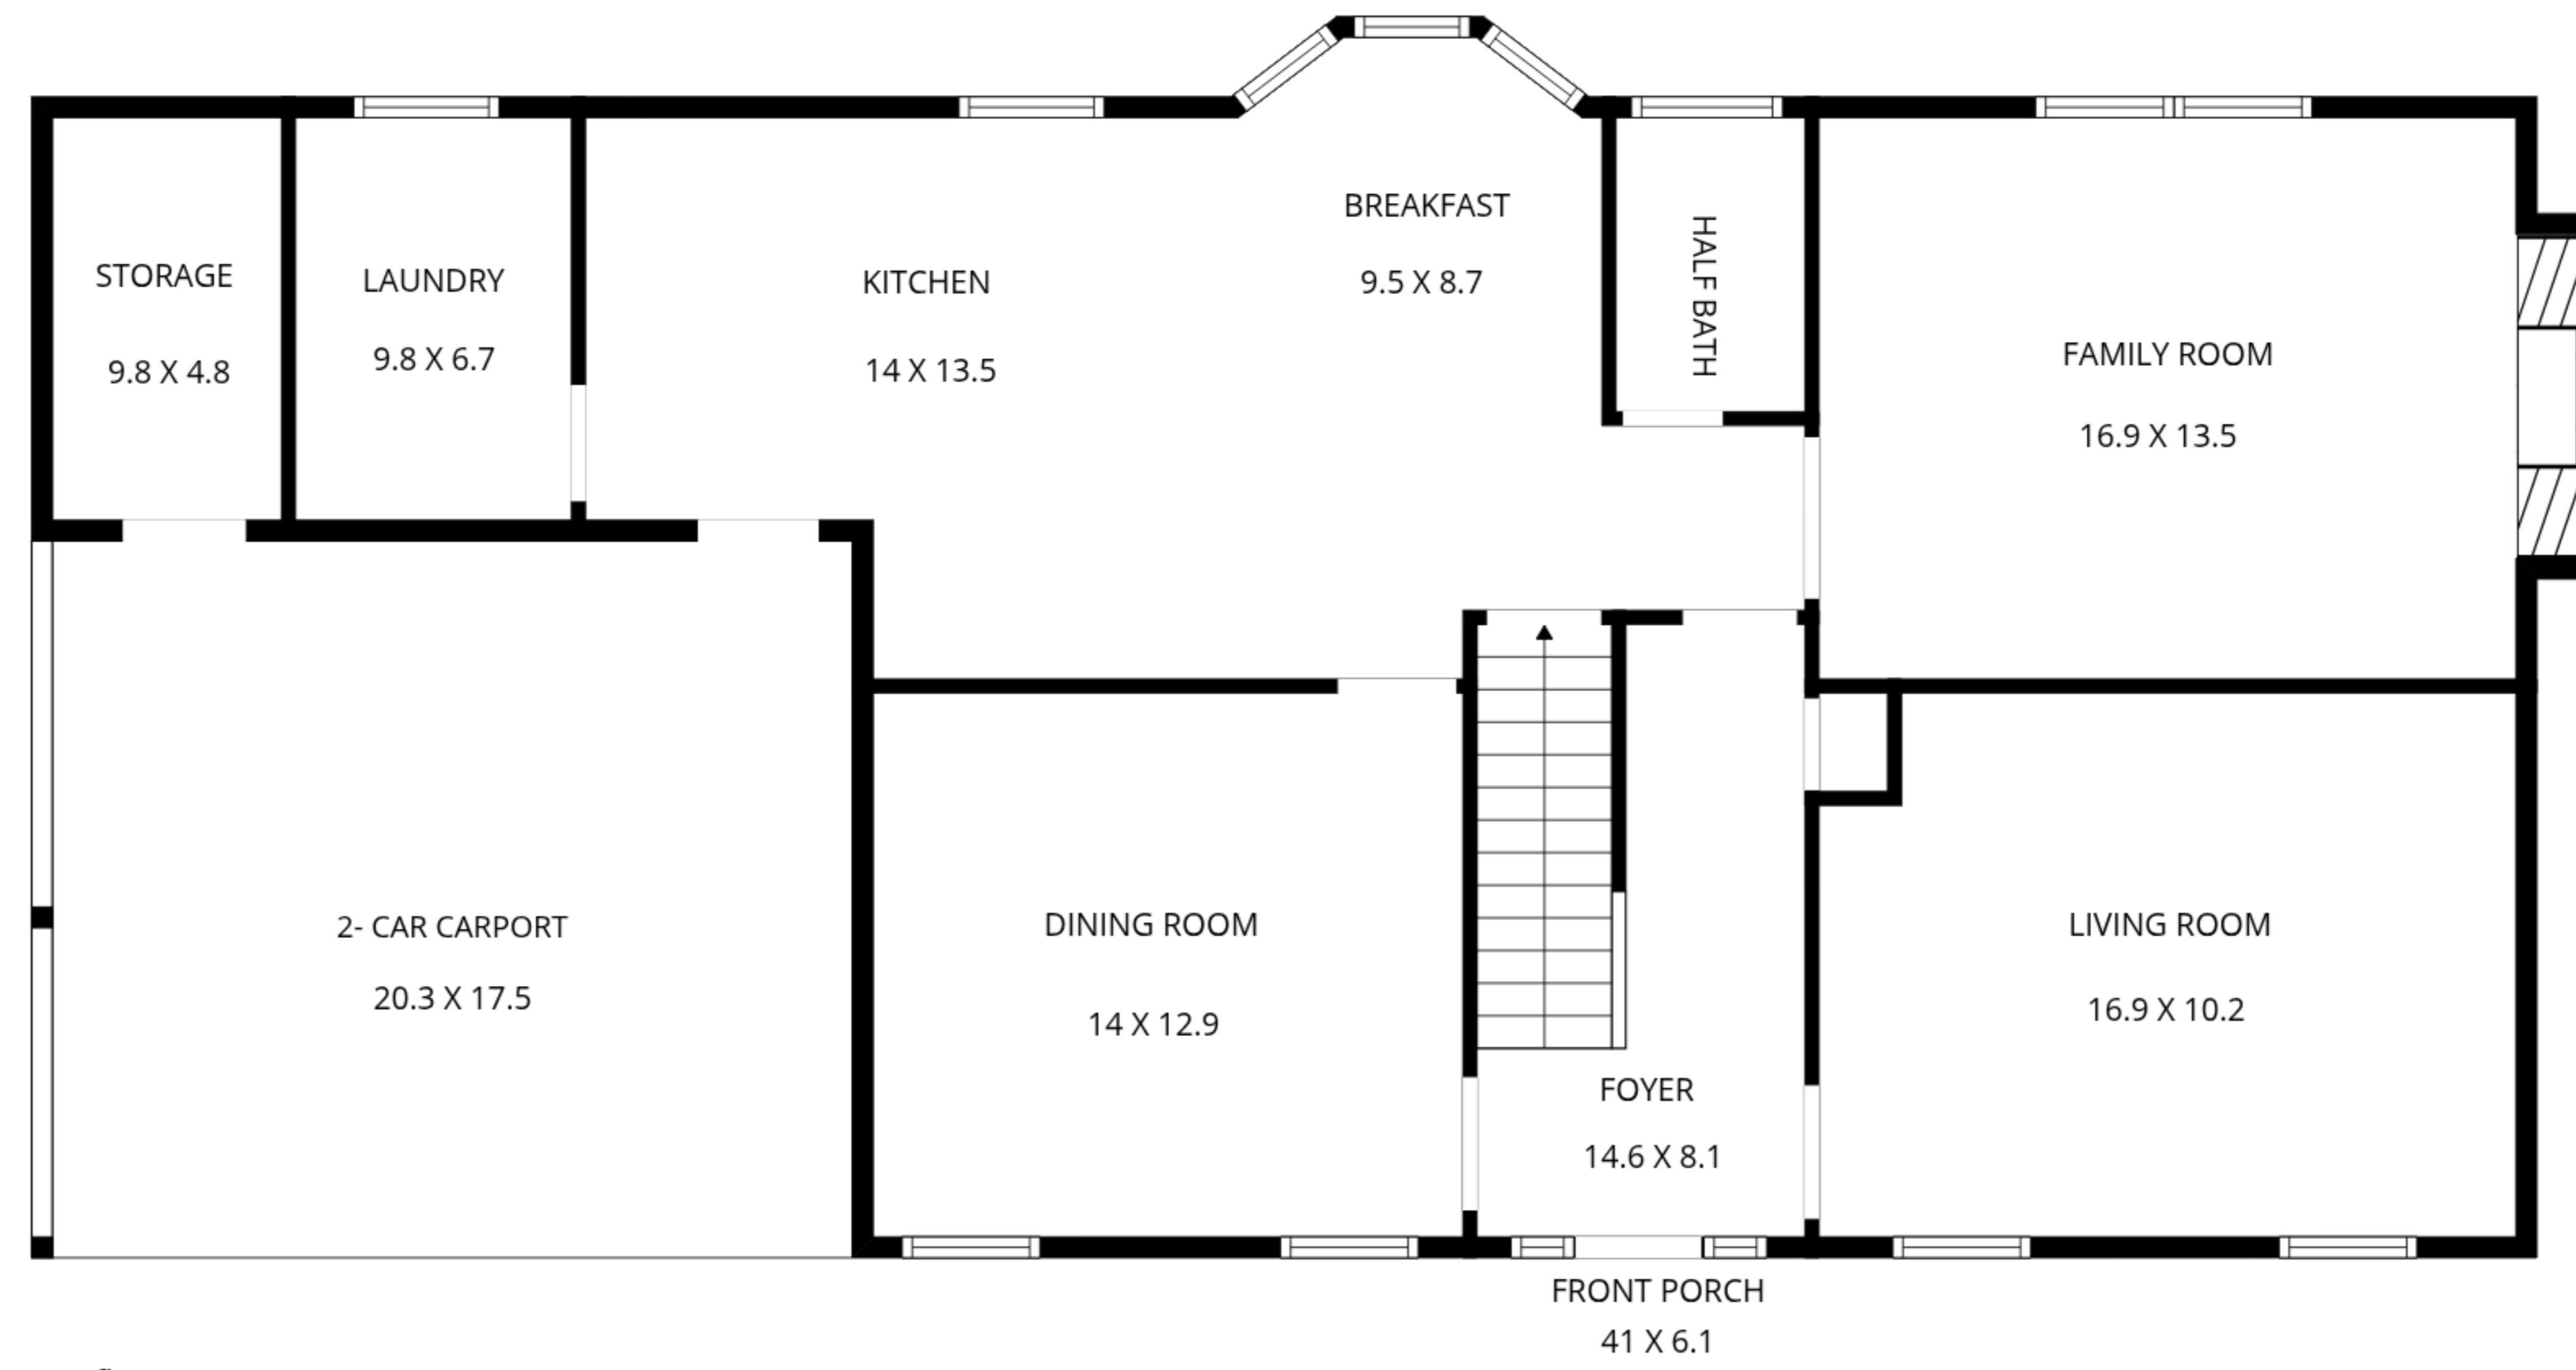 STORAGE
9.8 X 4.8
LAUNDRY
9.8 X 6.7
KITCHEN
14 X 13.5
BREAKFAST
9.5 X 8.7
HALF BATH
FAMILY ROOM
16.9 X 13.5
2- CAR CARPORT
20.3 X 17.5
DINING ROOM
14 X 12.9
FOYER
14.6 X 8.1
LIVING ROOM
16.9 X 10.2
FRONT PORCH
41 X 6.1